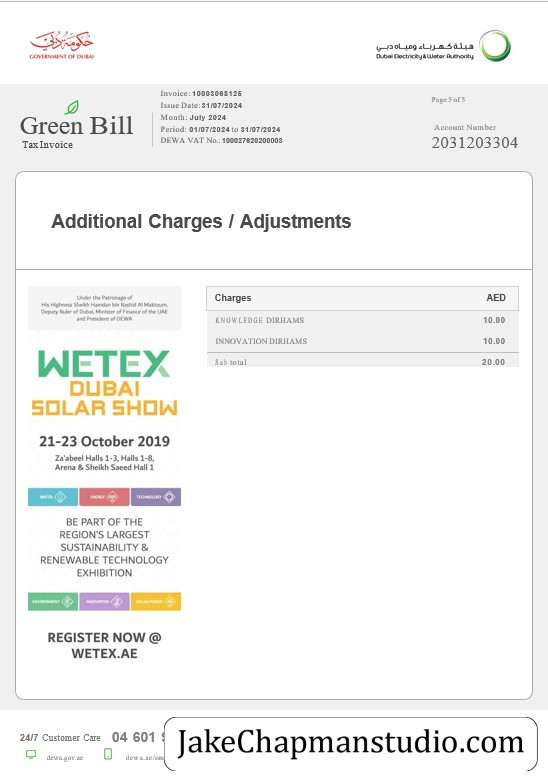 حكومة دبي
GOVERNMENT OF DUBAI
هيئة كهرباء ومياه دبي
Dubai Electricity & Water Authority
Green Bill
Tax Invoice
Invoice: 10003068125
Issue Date: 31/07/2024
Month: July 2024
Period: 01/07/2024 to 31/07/2024
DEWA VAT No.: 100027620200003
Page 5 of 5
Account Number
2031203304
Additional Charges / Adjustments
Under the Patronage of
His Highness Sheikh Hamdan bin Rashid Al Maktoum,
Deputy Ruler of Dubai, Minister of Finance of the UAE
and President of DEWA
WETEX
DUBAI
SOLAR SHOW
21-23 October 2019
Za'abeel Halls 1-3, Halls 1-8,
Arena & Sheikh Saeed Hall 1
WATER ENERGY TECHNOLOGY
BE PART OF THE
REGION'S LARGEST
SUSTAINABILITY &
RENEWABLE TECHNOLOGY
EXHIBITION
ENVIRONMENT INNOVATION SOLAR POWER
REGISTER NOW @
WETEX.AE
Charges AED
KNOWLEDGE DIRHAMS 10.00
INNOVATION DIRHAMS 10.00
Sub total 20.00
24/7 Customer Care 04 601
dewa.gov.ae
JakeChapmanstudio.com